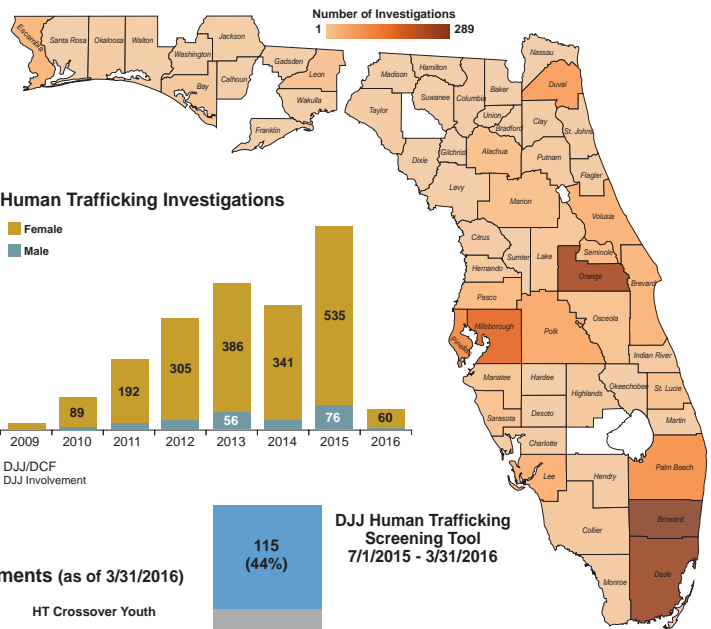 Number of Investigations
1 289
Escambia
Santa Rosa
Okaloosa
Walton
Washington
Jackson
Bay
Calhoun
Gadsden
Leon
Wakulla
Franklin
Madison
Hamilton
Taylor
Suwanee
Columbia
Baker
Nassau
Duval
Union
Bradford
Clay
St. Johns
Dixie
Gilchrist
Alachua
Putnam
Flagler
Levy
Marion
Volusia
Citrus
Sumter
Lake
Seminole
Hernando
Orange
Brevard
Pasco
Osceola
Pinellas
Hillsborough
Polk
Indian River
Manatee
Hardee
Highlands
Okeechobee
St. Lucie
Sarasota
Desoto
Martin
Charlotte
Lee
Hendry
Palm Beach
Collier
Broward
Monroe
Dade
Human Trafficking Investigations
Female
Male
89
192
305
386
56
341
535
76
60
2009 2010 2011 2012 2013 2014 2015 2016
DJJ/DCF
DJJ Involvement
115
(44%)
DJJ Human Trafficking
Screening Tool
7/1/2015 - 3/31/2016
ments (as of 3/31/2016)
HT Crossover Youth